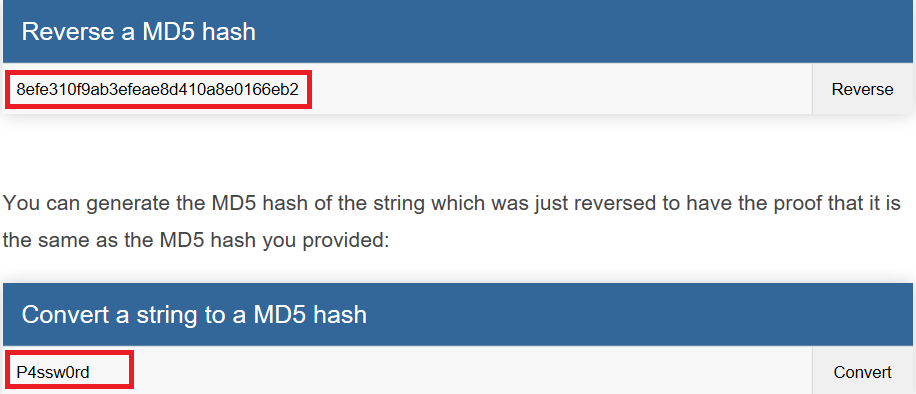 Reverse a MD5 hash
8efe310f9ab3efeae8d410a8e0166eb2 Reverse
You can generate the MD5 hash of the string which was just reversed to have the proof that it is
the same as the MD5 hash you provided:
Convert a string to a MD5 hash
P4ssw0rd Convert